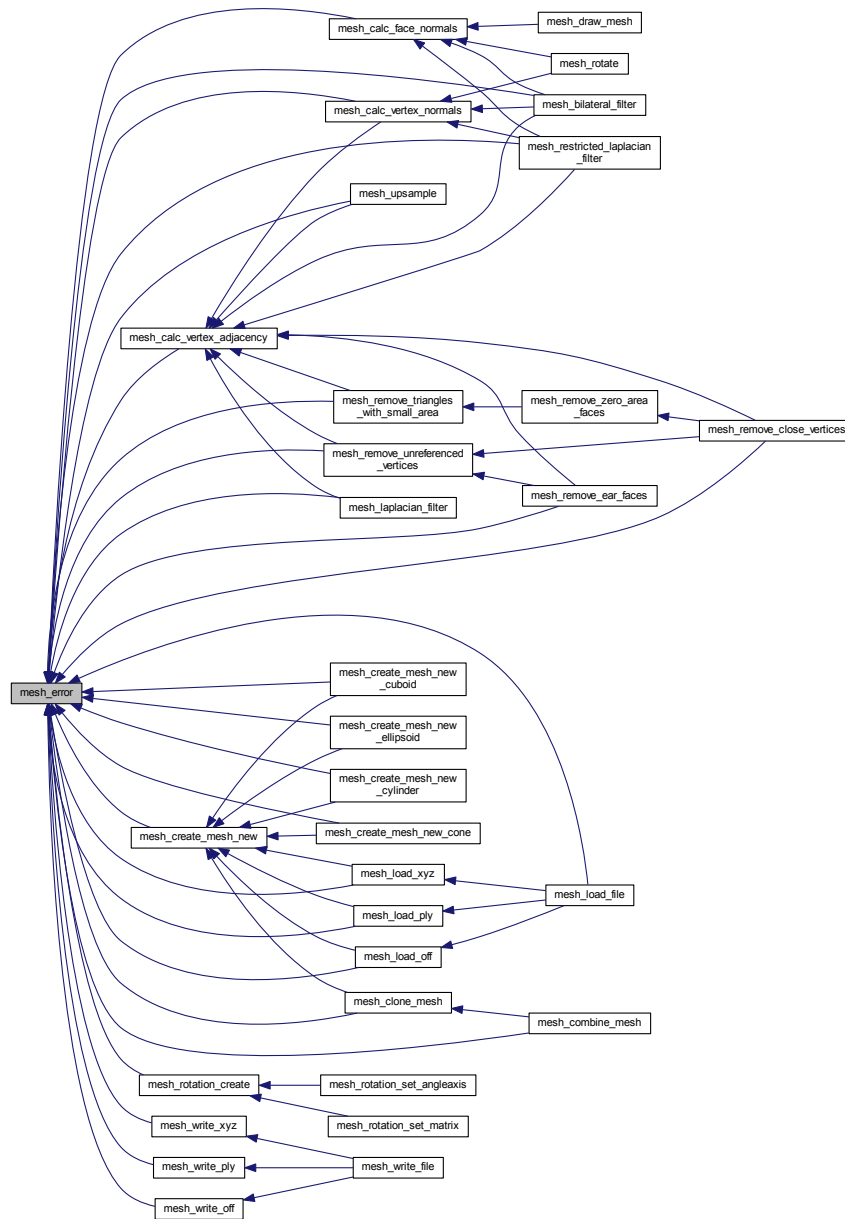 mesh_calc_face_normals
mesh_draw_mesh
mesh_rotate
mesh_bilateral_filter
mesh_calc_vertex_normals
mesh_restricted_laplacian
_filter
mesh_upsample
mesh_calc_vertex_adjacency
mesh_remove_triangles
_with_small_area
mesh_remove_zero_area
_faces
mesh_remove_close_vertices
mesh_remove_unreferenced
_vertices
mesh_remove_ear_faces
mesh_laplacian_filter
mesh_error
mesh_create_mesh_new
_cuboid
mesh_create_mesh_new
_ellipsoid
mesh_create_mesh_new
_cylinder
mesh_create_mesh_new
mesh_create_mesh_new_cone
mesh_load_xyz
mesh_load_file
mesh_load_ply
mesh_load_off
mesh_clone_mesh
mesh_combine_mesh
mesh_rotation_create
mesh_rotation_set_angleaxis
mesh_rotation_set_matrix
mesh_write_xyz
mesh_write_ply
mesh_write_file
mesh_write_off